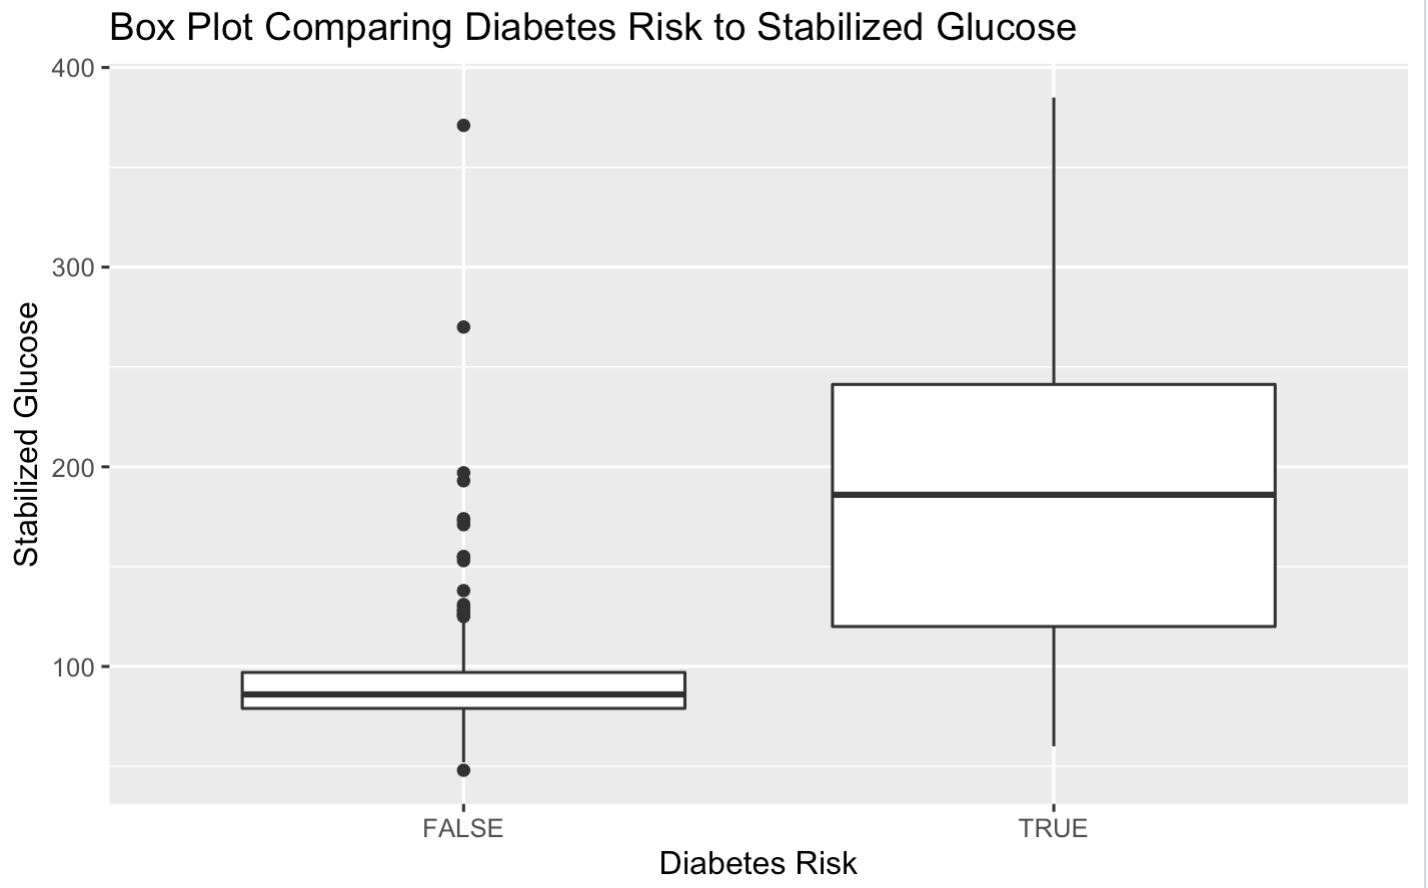 Box Plot Comparing Diabetes Risk to Stabilized Glucose
400
300
200
100
Stabilized Glucose
FALSE
TRUE
Diabetes Risk